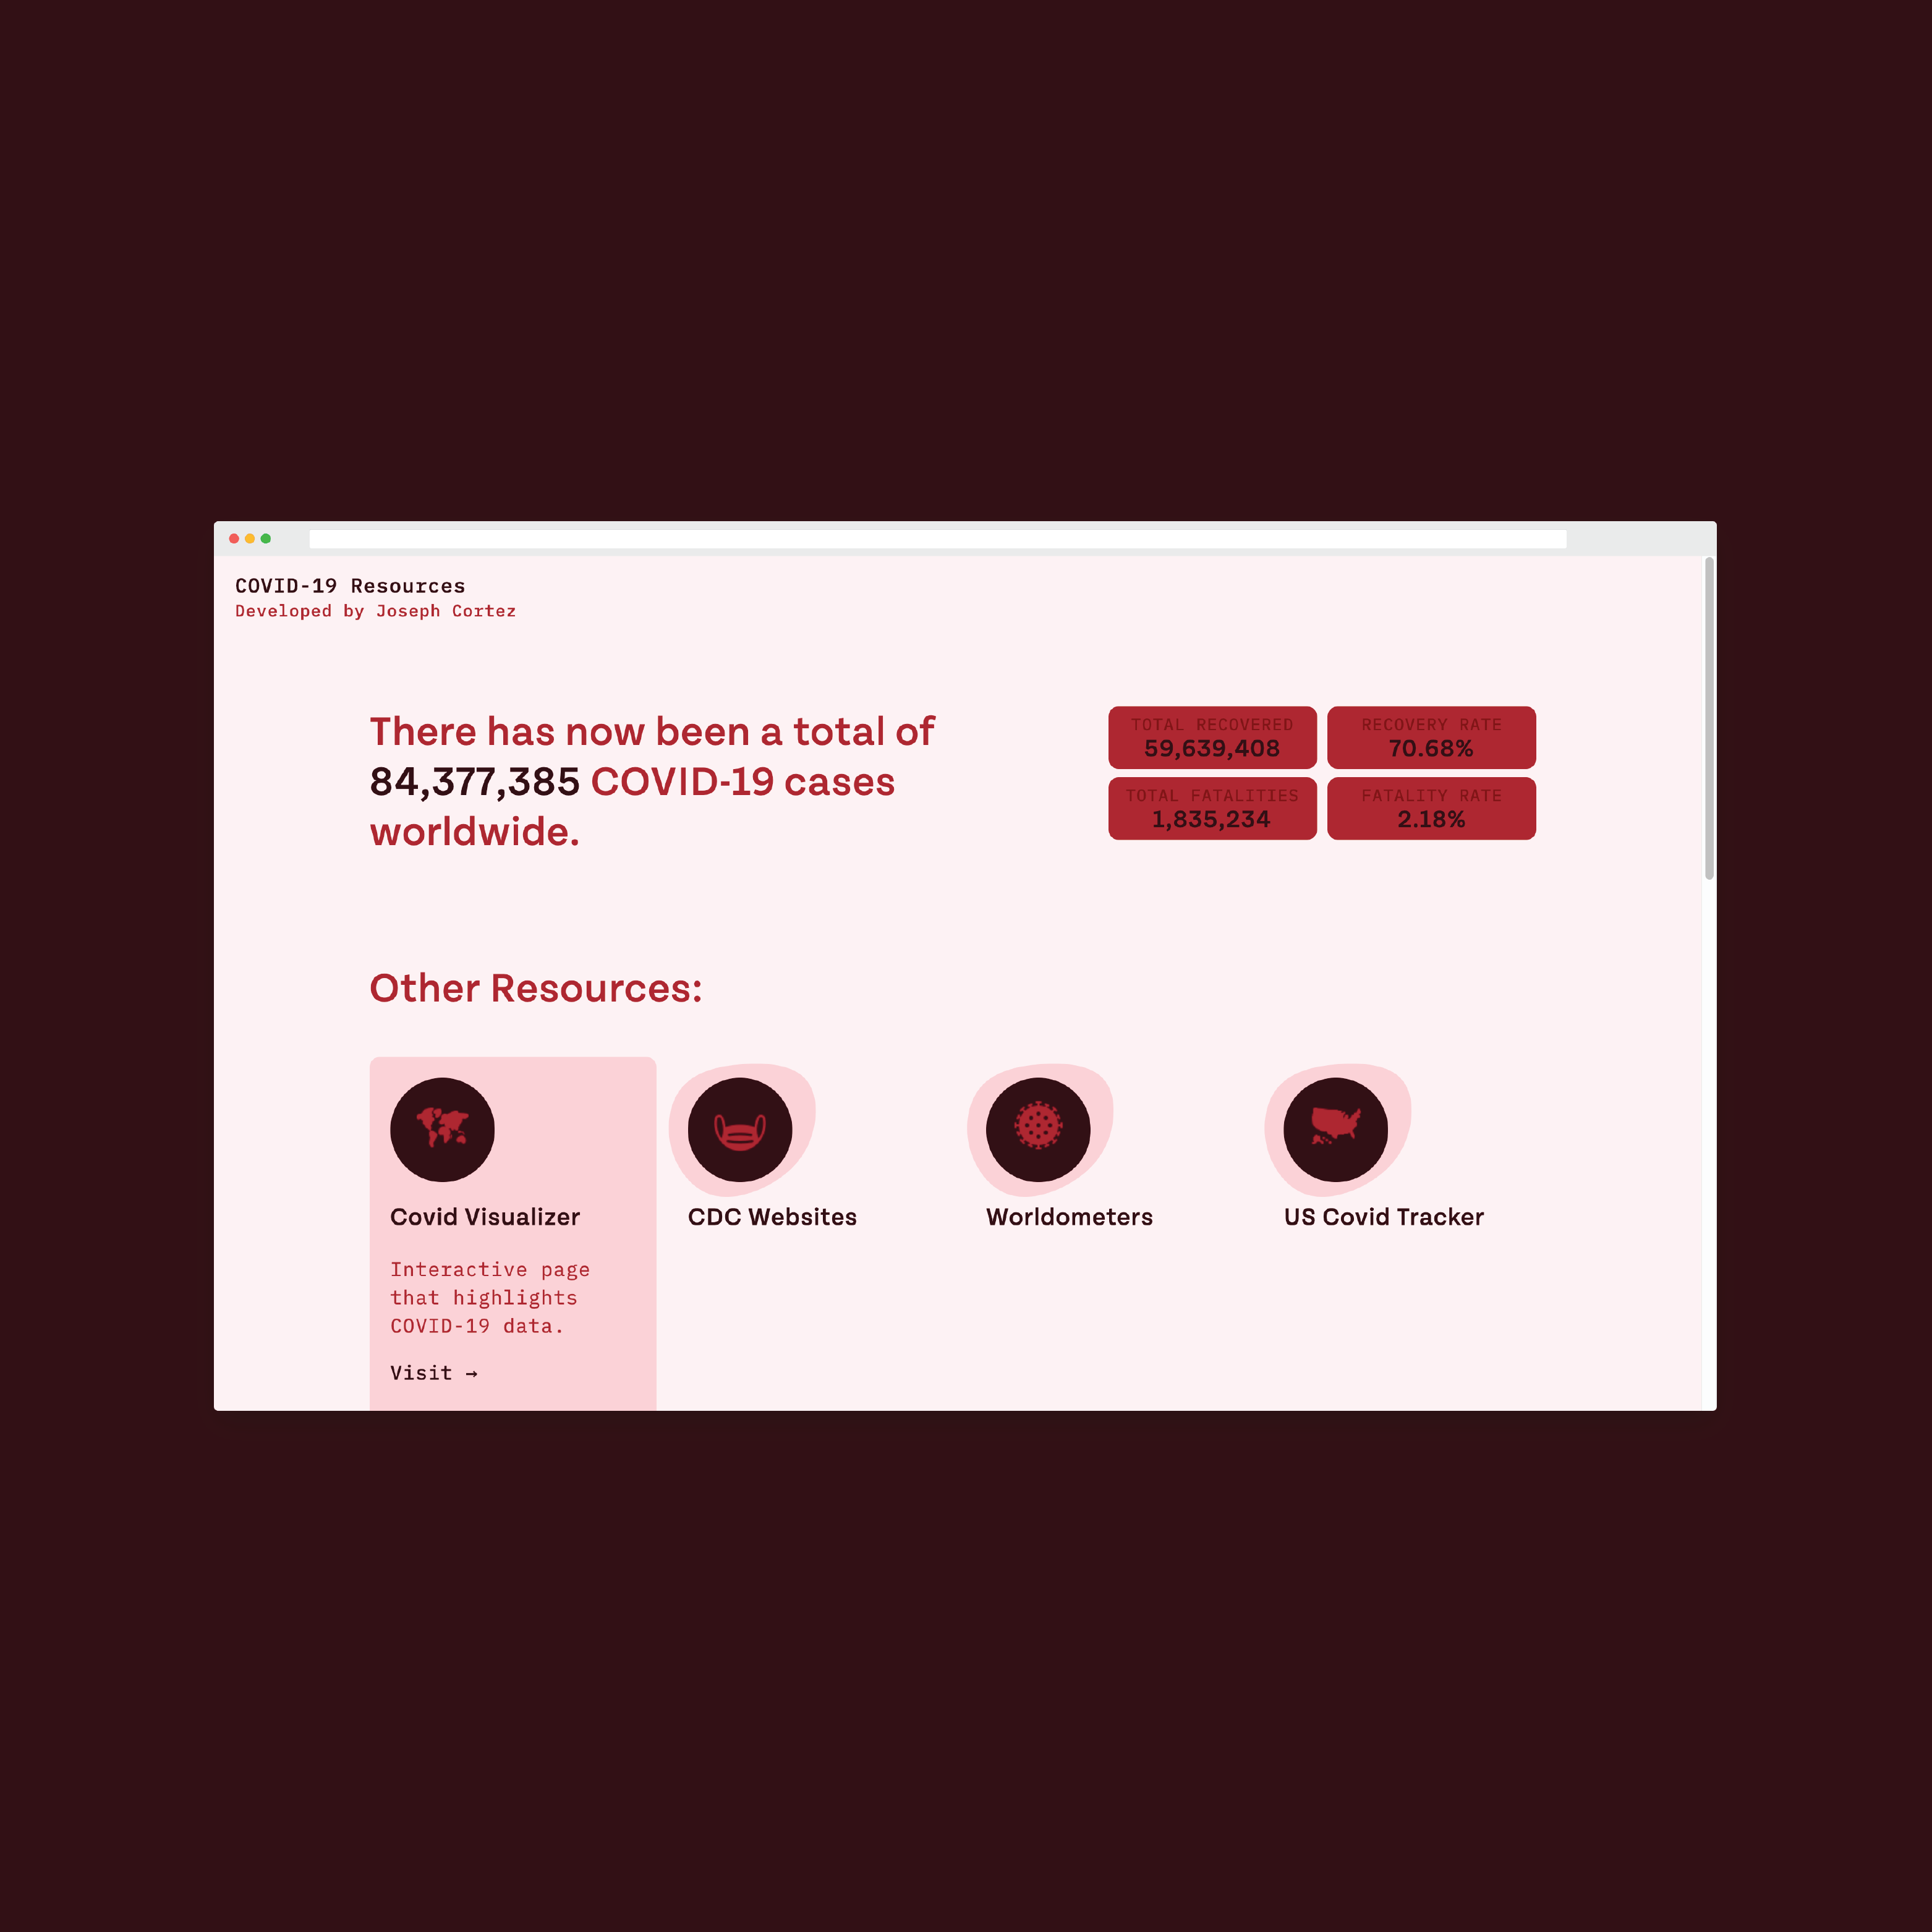 COVID-19 Resources
Developed by Joseph Cortez
There has now been a total of
84,377,385 COVID-19 cases
worldwide.
TOTAL RECOVERED
59,639,408
RECOVERY RATE
70.68%
TOTAL FATALITIES
1,835,234
FATALITY RATE
2.18%
Other Resources:
Covid Visualizer
Interactive page
that highlights
COVID-19 data.
Visit →
CDC Websites
Worldometers
US Covid Tracker